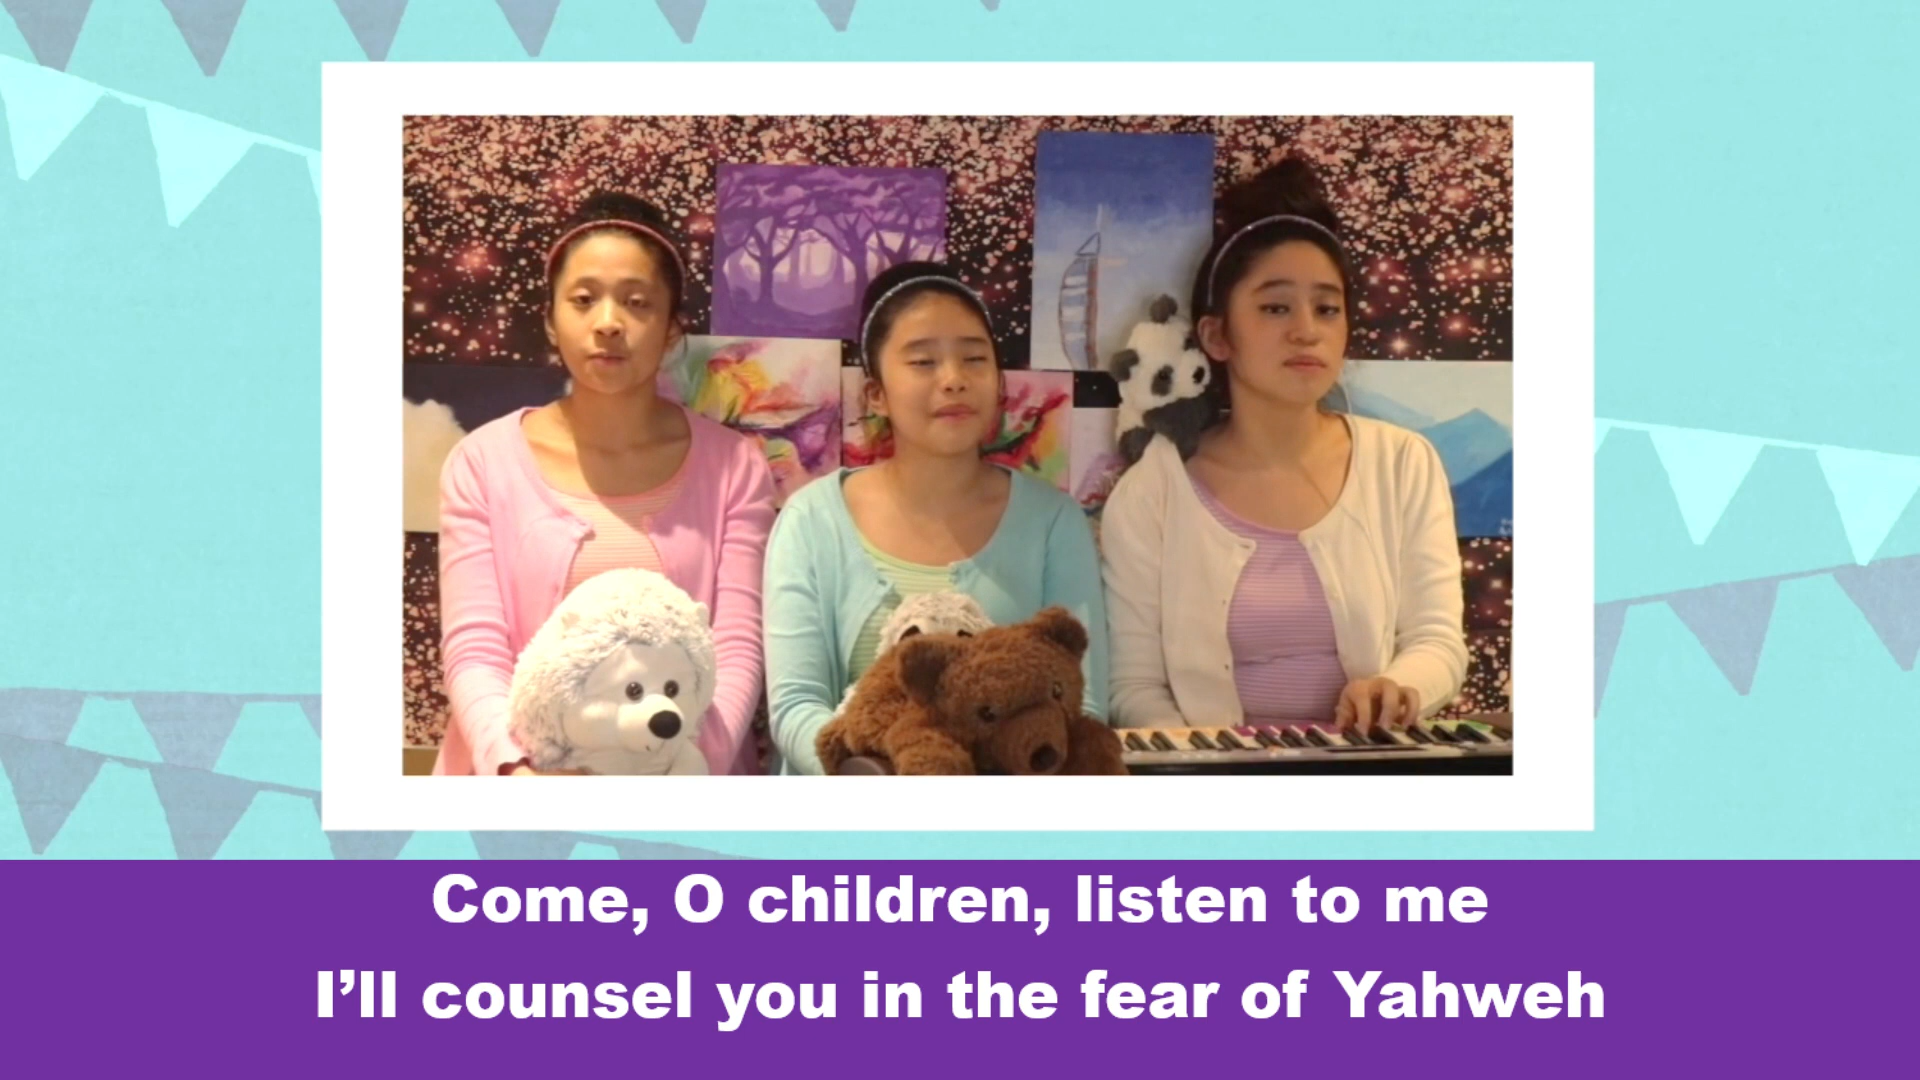 Come, O children, listen to me
I’ll counsel you in the fear of Yahweh